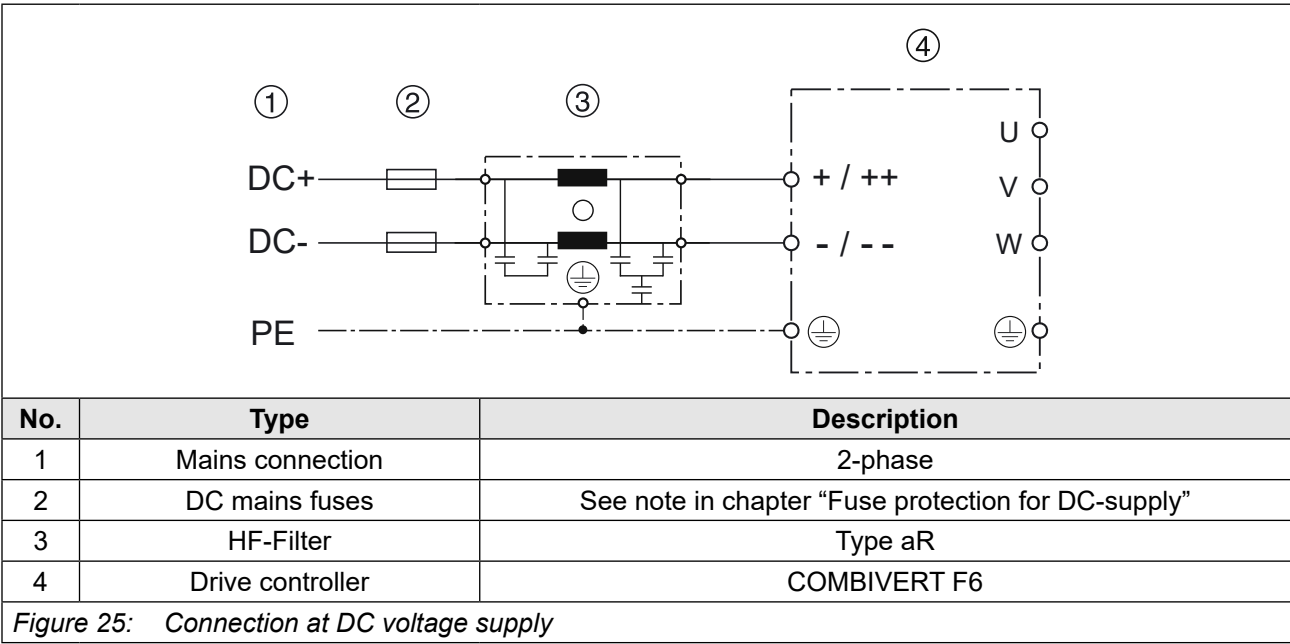 ④
① ② ③
U
DC+ + / ++ V
DC- - / - - W
PE
No. Type Description
1 Mains connection 2-phase
2 DC mains fuses See note in chapter “Fuse protection for DC-supply”
3 HF-Filter Type aR
4 Drive controller COMBIVERT F6
Figure 25: Connection at DC voltage supply